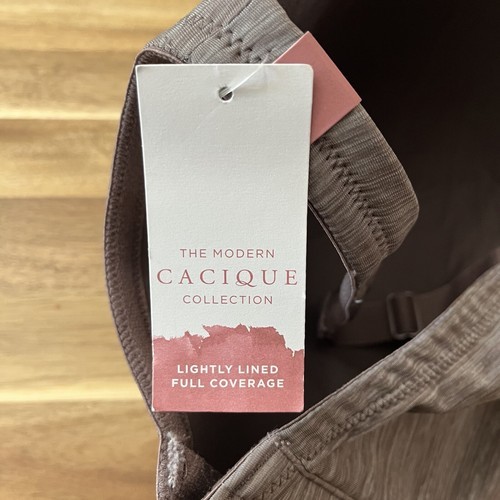 THE MODERN
CACIQUE
COLLECTION
LIGHTLY LINED
FULL COVERAGE